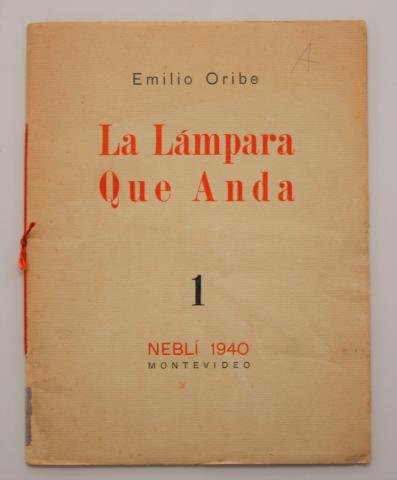 A
Emilio Oribe
La Lámpara
Que Anda
1
NEBLÍ 1940
MONTEVIDEO